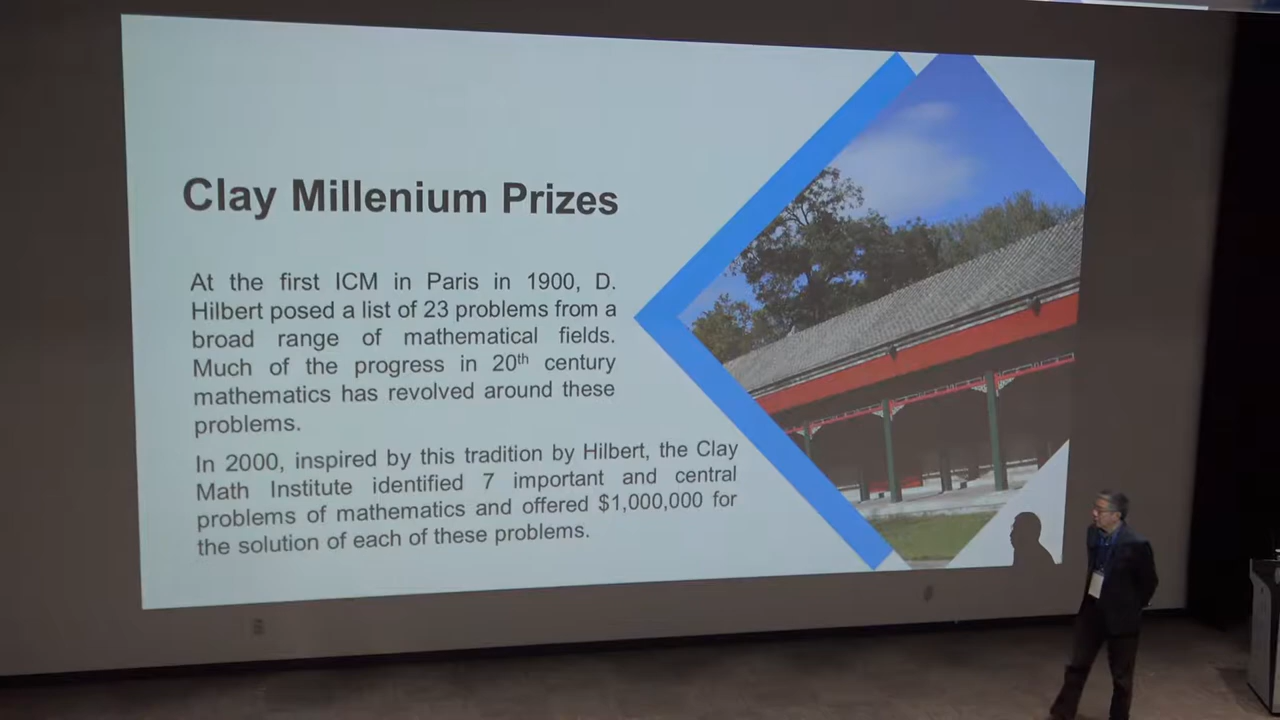 Clay Millenium Prizes
At the first ICM in Paris in 1900, D.
Hilbert posed a list of 23 problems from a
broad range of mathematical fields.
Much of the progress in 20th century
mathematics has revolved around these
problems.
In 2000, inspired by this tradition by Hilbert, the Clay
Math Institute identified 7 important and central
problems of mathematics and offered $1,000,000 for
the solution of each of these problems.